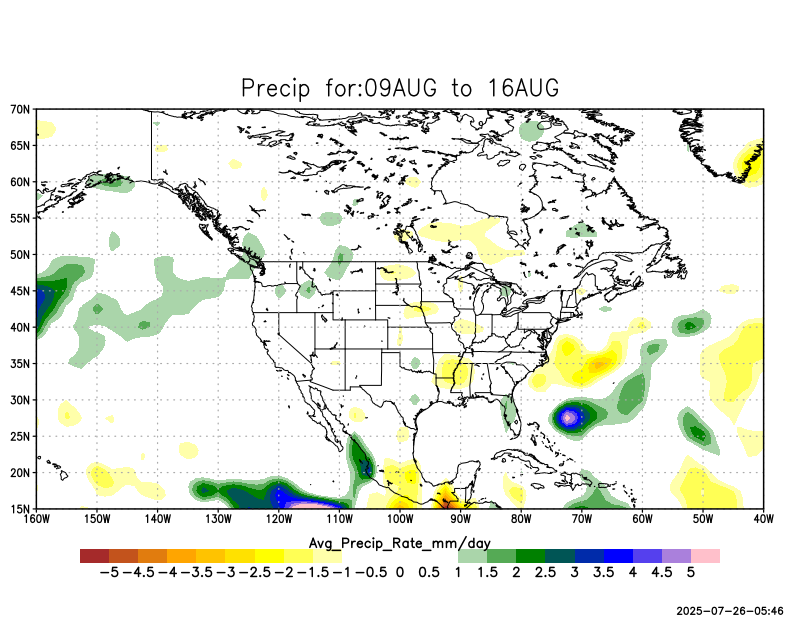 Precip for:09AUG to 16AUG
70N
65N
60N
55N
50N
45N
40N
35N
30N
25N
20N
15N
160W 150W 140W 130W 120W 110W 100W 90W 80W 70W 60W 50W 40W
Avg_Precip_Rate_mm/day
-5 -4.5 -4 -3.5 -3 -2.5 -2 -1.5 -1 -0.5 0 0.5 1 1.5 2 2.5 3 3.5 4 4.5 5
2025-07-26-05:46